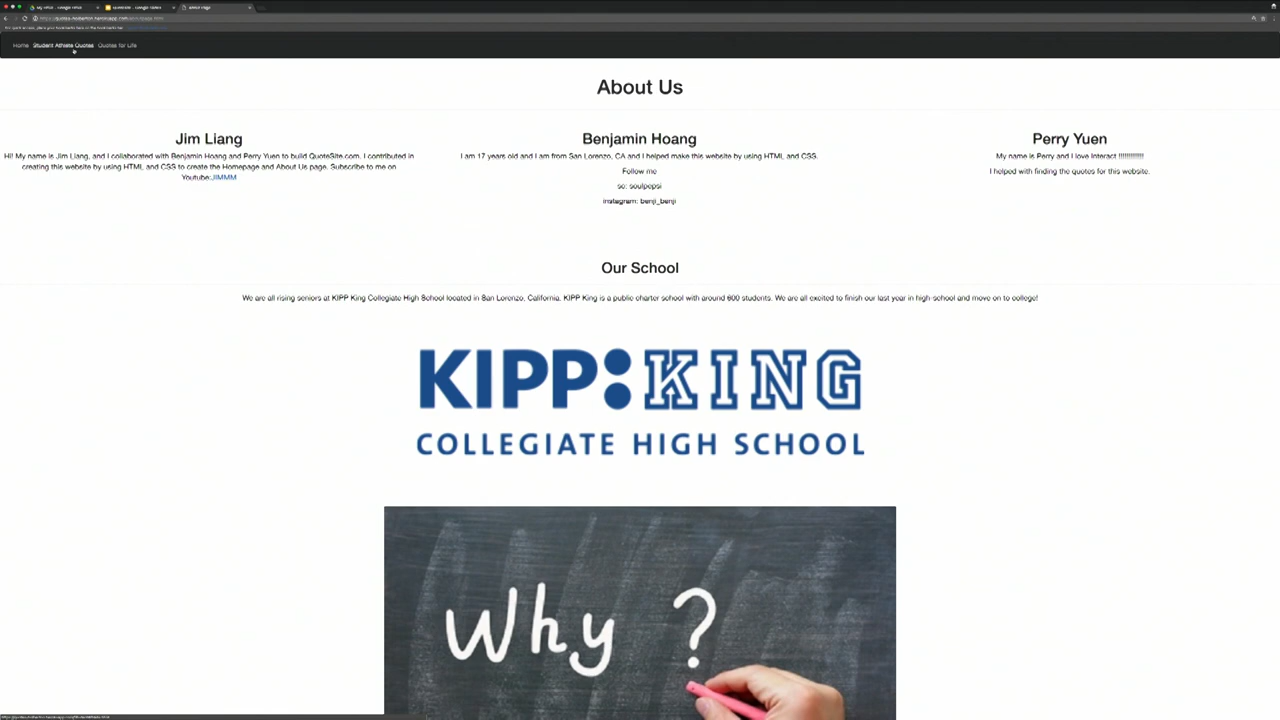 Home Student Athlete Quotes Quotes for Life
About Us
Jim Liang
Hi! My name is Jim Liang, and I collaborated with Benjamin Hoang and Perry Yuen to build QuoteSite.com. I contributed in
creating this website by using HTML and CSS to create the Homepage and About Us page. Subscribe to me on
Youtube:JIMMM
Benjamin Hoang
I am 17 years old and I am from San Lorenzo, CA and I helped make this website by using HTML and CSS.
Follow me
sc: soulpepsi
instagram: benji_benji
Perry Yuen
My name is Perry and I love Interact !!!!!!!!!!!!!
I helped with finding the quotes for this website.
Our School
We are all rising seniors at KIPP King Collegiate High School located in San Lorenzo, California. KIPP King is a public charter school with around 600 students. We are all excited to finish our last year in high-school and move on to college!
KIPP:KING
COLLEGIATE HIGH SCHOOL
Why ?